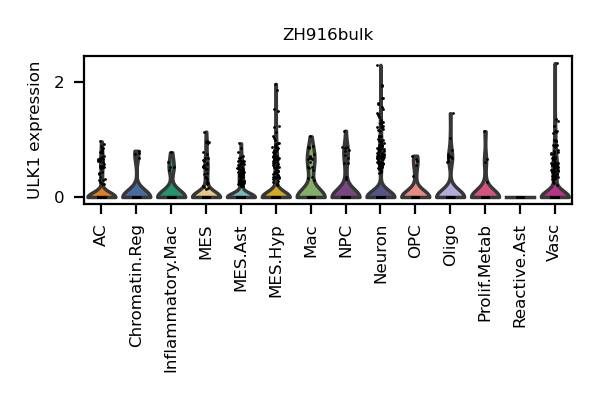 ZH916bulk
ULK1 expression
2
0
AC
Chromatin.Reg
Inflammatory.Mac
MES
MES.Ast
MES.Hyp
Mac
NPC
Neuron
OPC
Oligo
Prolif.Metab
Reactive.Ast
Vasc